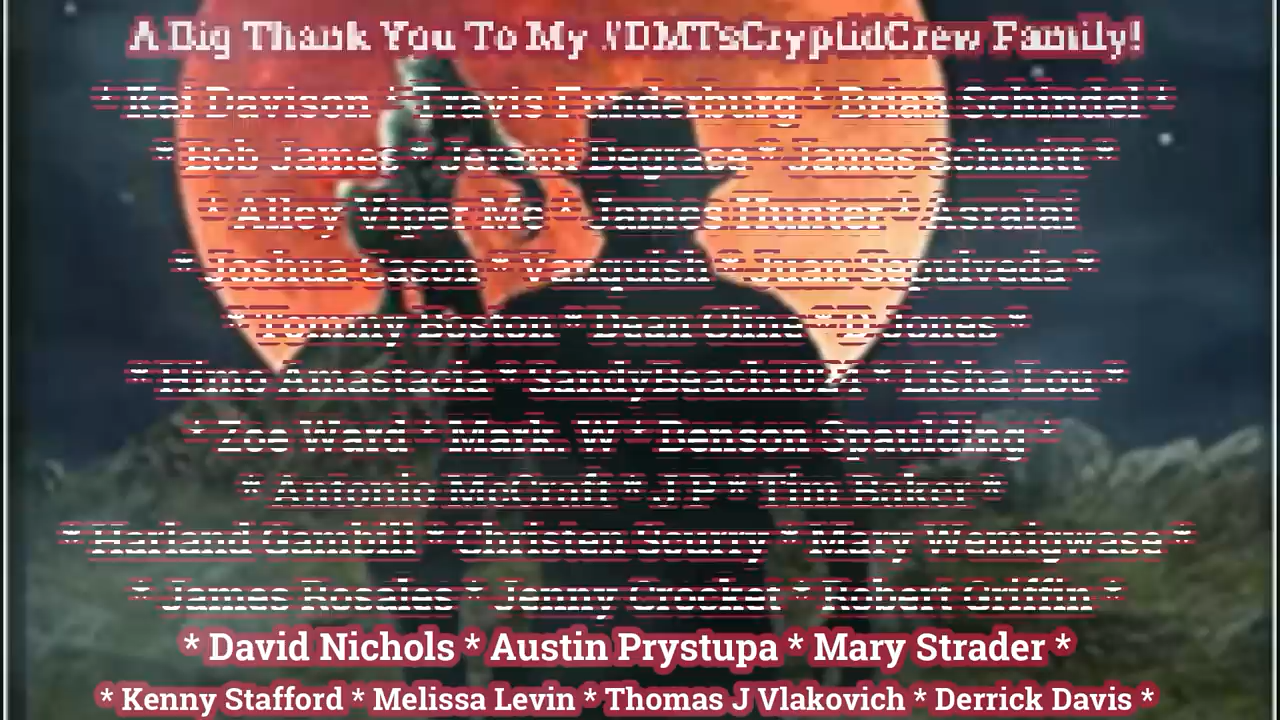 A Big Thank You To My #DMTsCryptidCrew Family!
* Kai Davison * Travis Funderburg * Brian Schindel *
* Bob James * Jeremi Degrace * James Schmitt *
* Alley Viper Me * James Hunter * Asralai
* Joshua Cason * Vanquish * Juan Sepulveda *
* Tommy Boston * Dean Cline * D Jones *
* Himo Amastacia * SandyBeach1021 * Lisha Lou *
* Zoe Ward * Mark W * Benson Spaulding *
* Antonio McCraft * J P * Tim Baker *
* Harland Gambill * Christen Scurry * Mary Wemigwase *
* James Rosales * Jenny Crocket * Robert Griffin *
* David Nichols * Austin Prystupa * Mary Strader *
* Kenny Stafford * Melissa Levin * Thomas J Vlakovich * Derrick Davis *